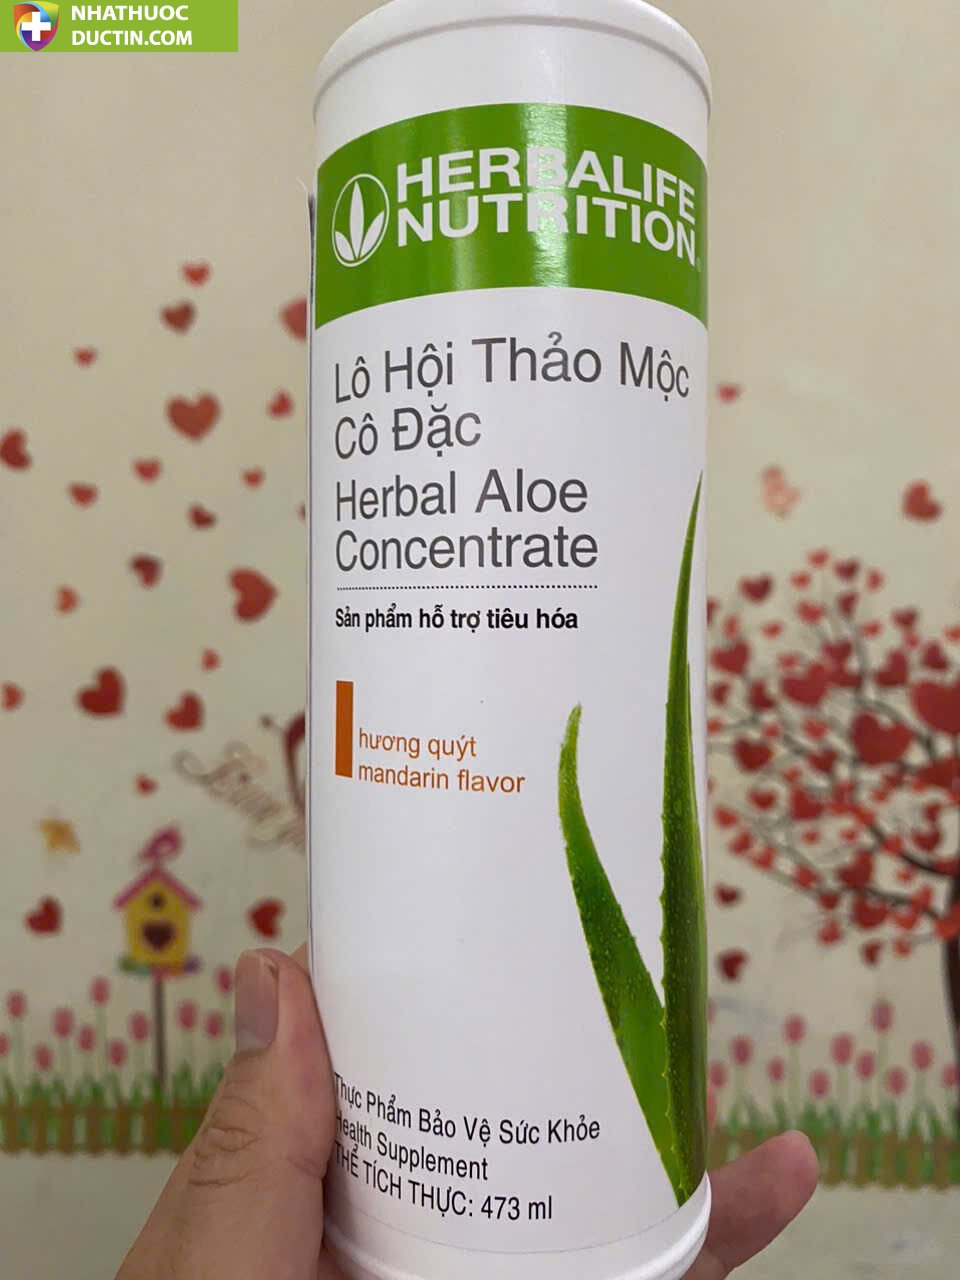 NHATHUOC
DUCTIN.COM
HERBALIFE
NUTRITION
Lô Hội Thảo Mộc
Cô Đặc
Herbal Aloe
Concentrate
Sản phẩm hỗ trợ tiêu hóa
hương quýt
mandarin flavor
Thực Phẩm Bảo Vệ Sức Khỏe
Health Supplement
THỂ TÍCH THỰC: 473 ml